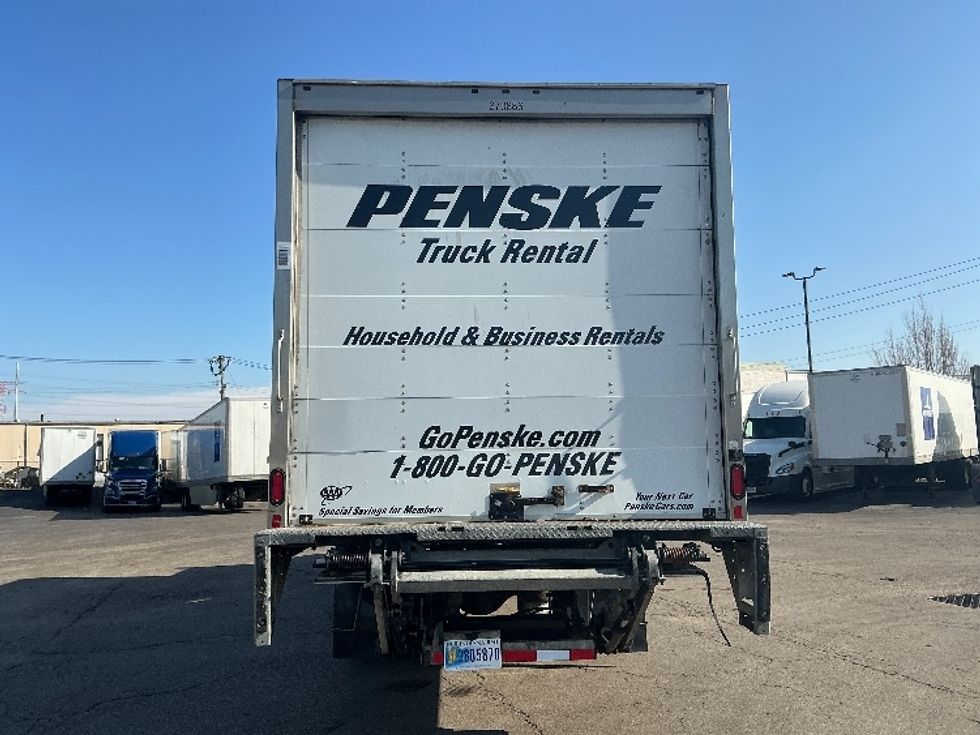 PENSKE
Truck Rental
Household & Business Rentals
GoPenske.com
1-800-GO-PENSKE
AAA
Special Savings for Members
Your Next Car
PenskeCars.com